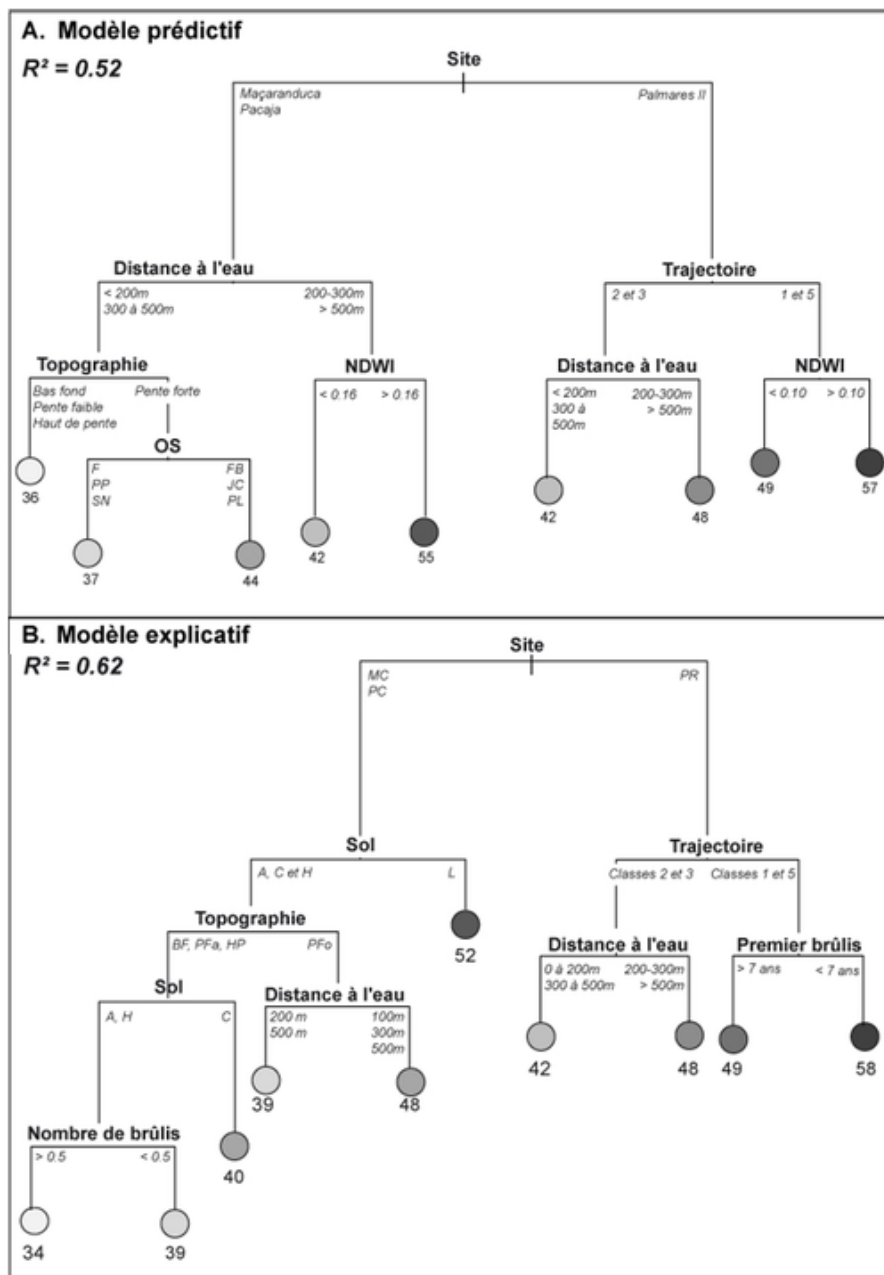 A. Modèle prédictif
R² = 0.52
Site
Maçaranduca
Pacaja
Palmares II
Distance à l'eau
< 200m
300 à 500m
200-300m
> 500m
Trajectoire
2 et 3
1 et 5
Topographie
Bas fond
Pente faible
Haut de pente
Pente forte
NDWI
< 0.16
> 0.16
Distance à l'eau
< 200m
300 à
500m
200-300m
> 500m
NDWI
< 0.10
> 0.10
OS
F
PP
SN
FB
JC
PL
36
37
44
42
55
42
48
49
57
B. Modèle explicatif
R² = 0.62
Site
MC
PC
PR
Sol
A, C et H
L
Trajectoire
Classes 2 et 3
Classes 1 et 5
Topographie
BF, PFa, HP
PFo
52
Distance à l'eau
0 à 200m
300 à 500m
200-300m
> 500m
Premier brûlis
> 7 ans
< 7 ans
Sol
A, H
C
Distance à l'eau
200 m
500 m
100m
300m
500m
39
48
42
48
49
58
Nombre de brûlis
> 0.5
< 0.5
40
34
39